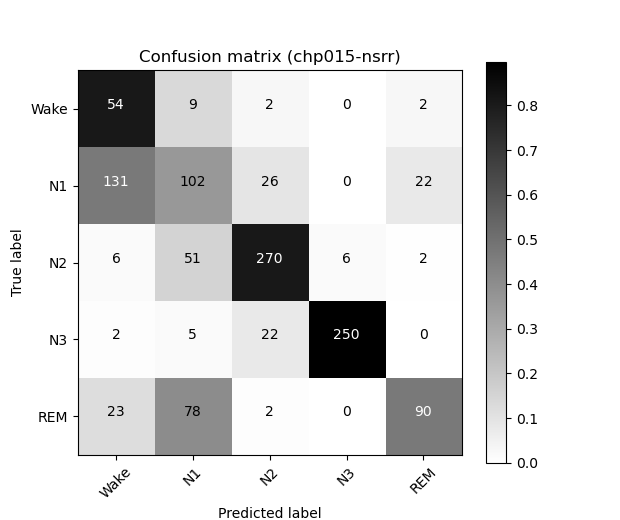 Confusion matrix (chp015-nsrr)
True label
Wake 54 9 2 0 2
N1 131 102 26 0 22
N2 6 51 270 6 2
N3 2 5 22 250 0
REM 23 78 2 0 90
Wake N1 N2 N3 REM
Predicted label
0.8
0.7
0.6
0.5
0.4
0.3
0.2
0.1
0.0